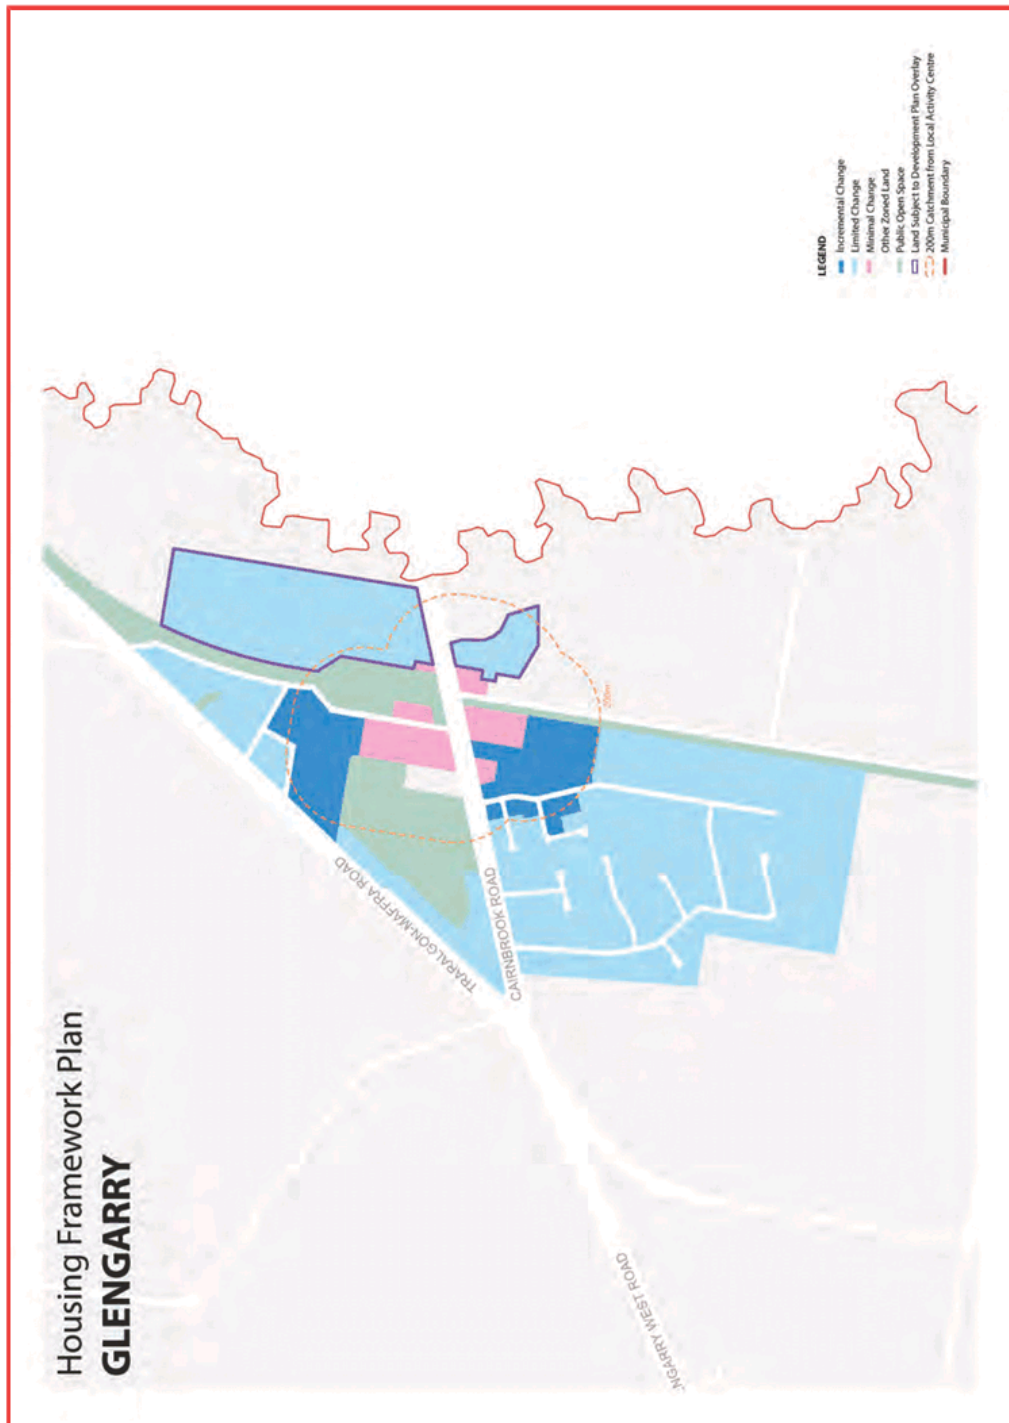 Housing Framework Plan
GLENGARRY
TRARALGON-MAFFRA ROAD
CAIRNBROOK ROAD
NGARRY WEST ROAD
200m
LEGEND
Incremental Change
Limited Change
Minimal Change
Other Zoned Land
Public Open Space
Land Subject to Development Plan Overlay
200m Catchment from Local Activity Centre
Municipal Boundary